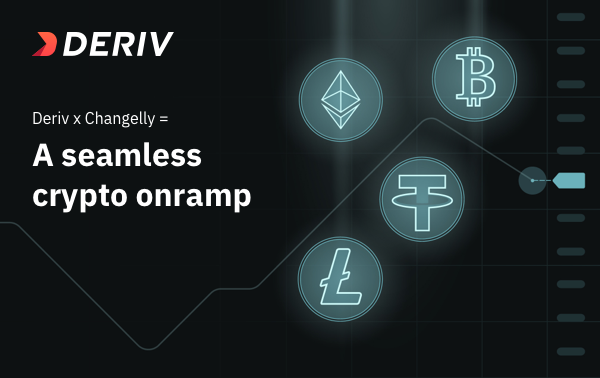 DERIV
Deriv x Changelly =
A seamless
crypto onramp